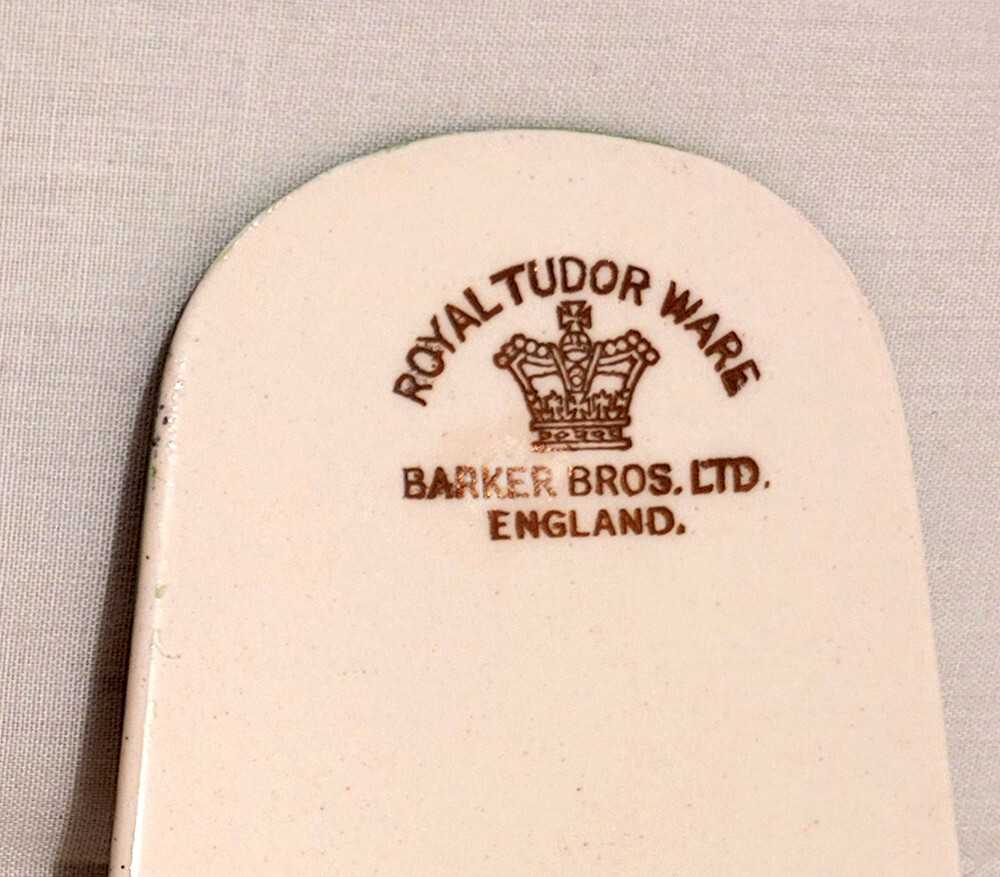 ROYAL TUDOR WARE
BARKER BROS. LTD.
ENGLAND.